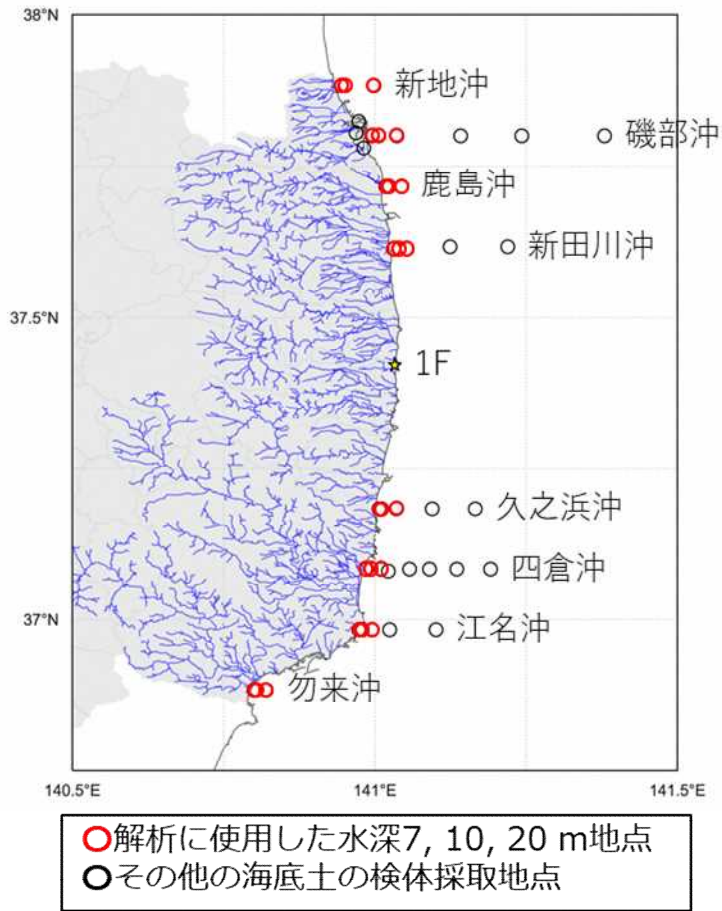 38°N
新地沖
磯部沖
鹿島沖
新田川沖
37.5°N
1F
久之浜沖
四倉沖
37°N
江名沖
勿来沖
140.5°E
141°E
141.5°E
解析に使用した水深7, 10, 20 m地点
その他の海底土の検体採取地点